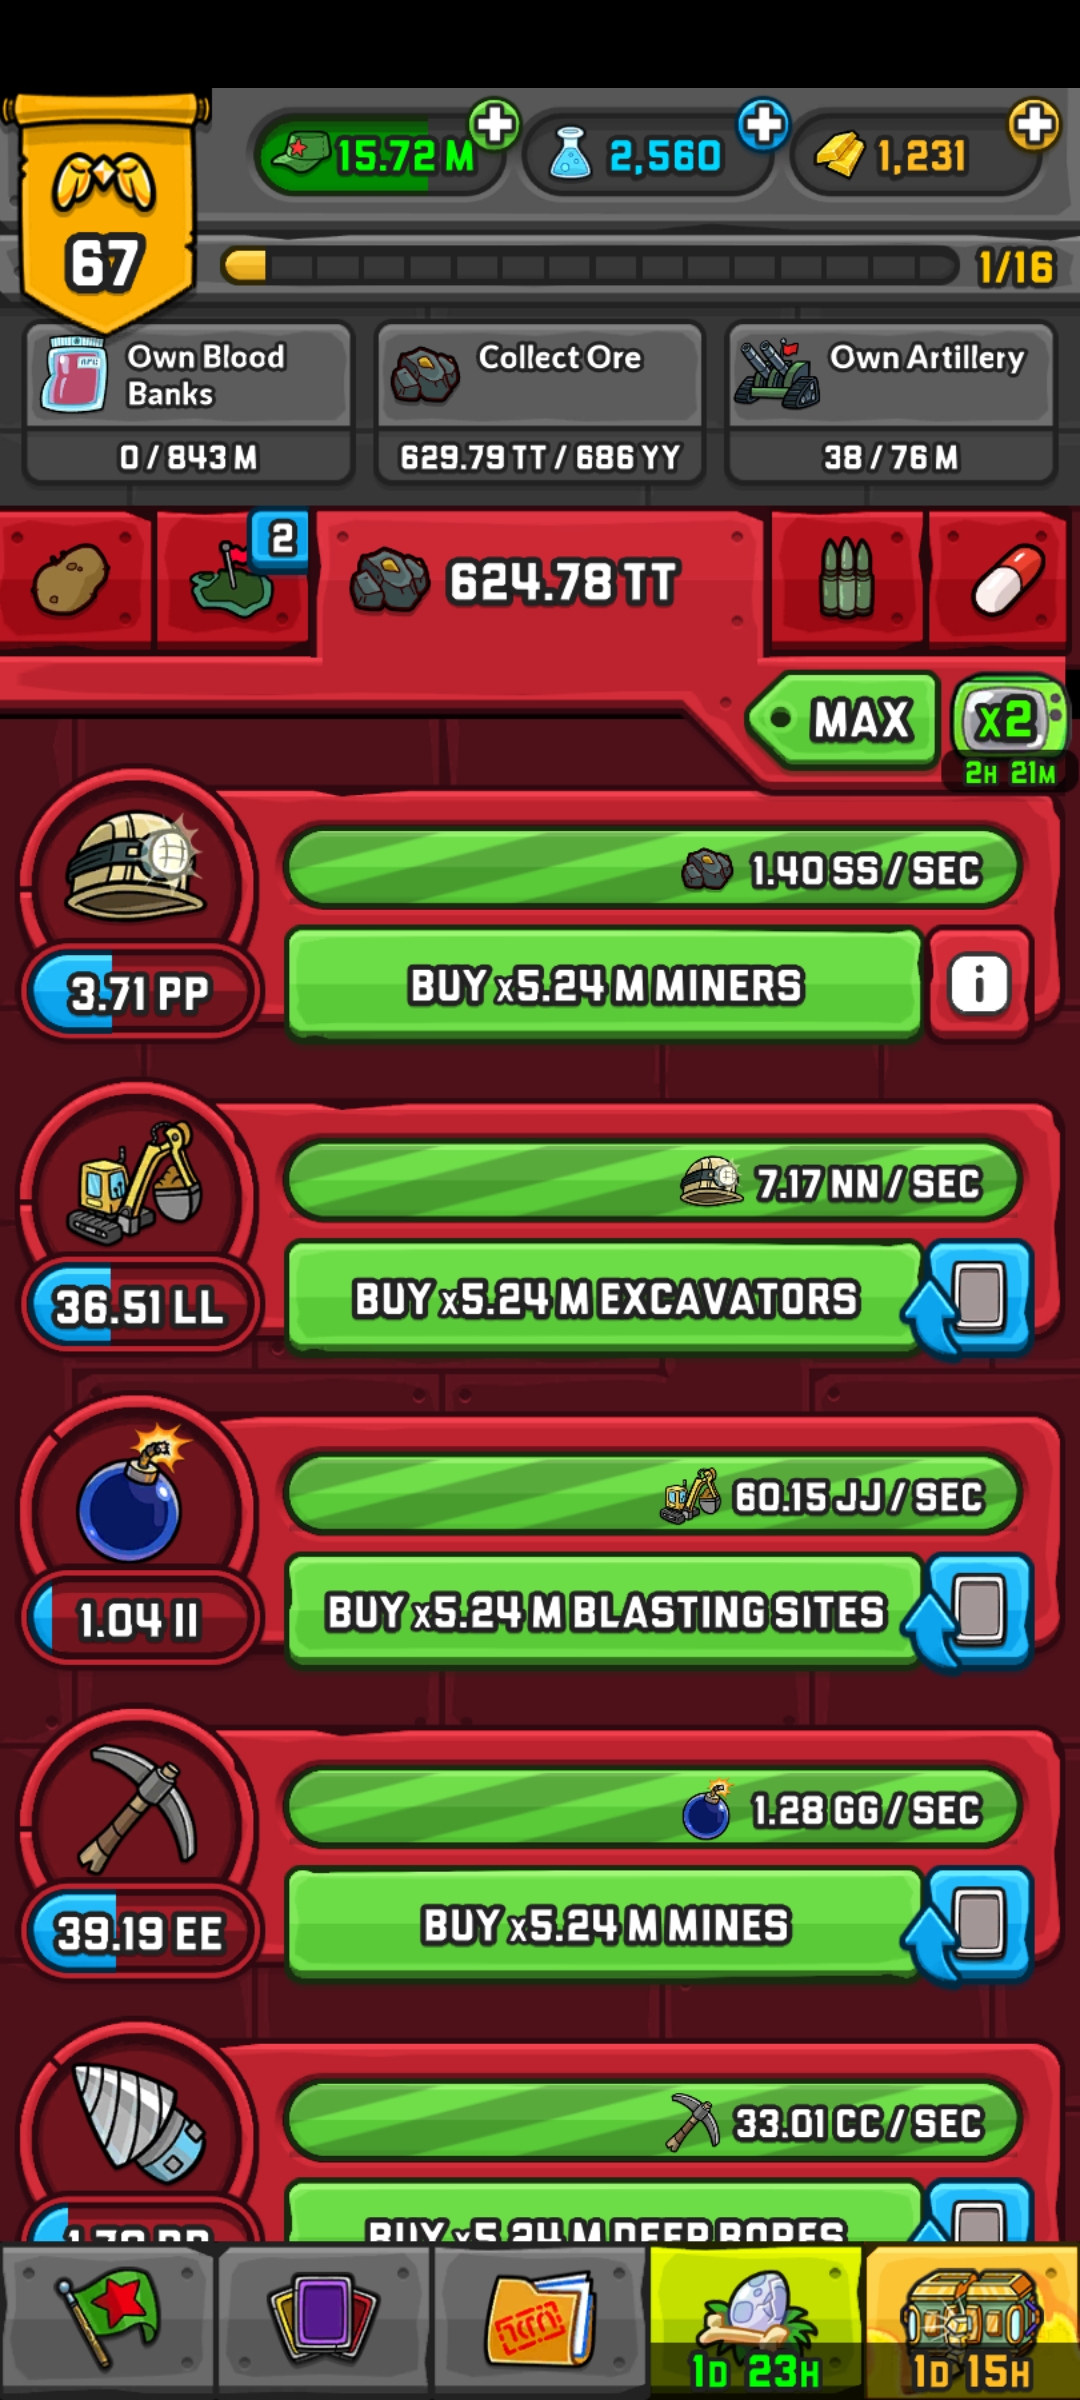 15.72 M
2,560
1,231
67
1/16
Own Blood
Banks
Collect Ore
Own Artillery
0 / 843 M
629.79 TT / 686 YY
38 / 76 M
2
624.78 TT
MAX
x2
2H 21M
1.40 SS / SEC
3.71 PP
BUY x5.24 M MINERS
i
7.17 NN / SEC
36.51 LL
BUY x5.24 M EXCAVATORS
60.15 JJ / SEC
1.04 II
BUY x5.24 M BLASTING SITES
1.28 GG / SEC
39.19 EE
BUY x5.24 M MINES
33.01 CC / SEC
BUY x5.24 M DEEP BORES
1D 23H
1D 15H